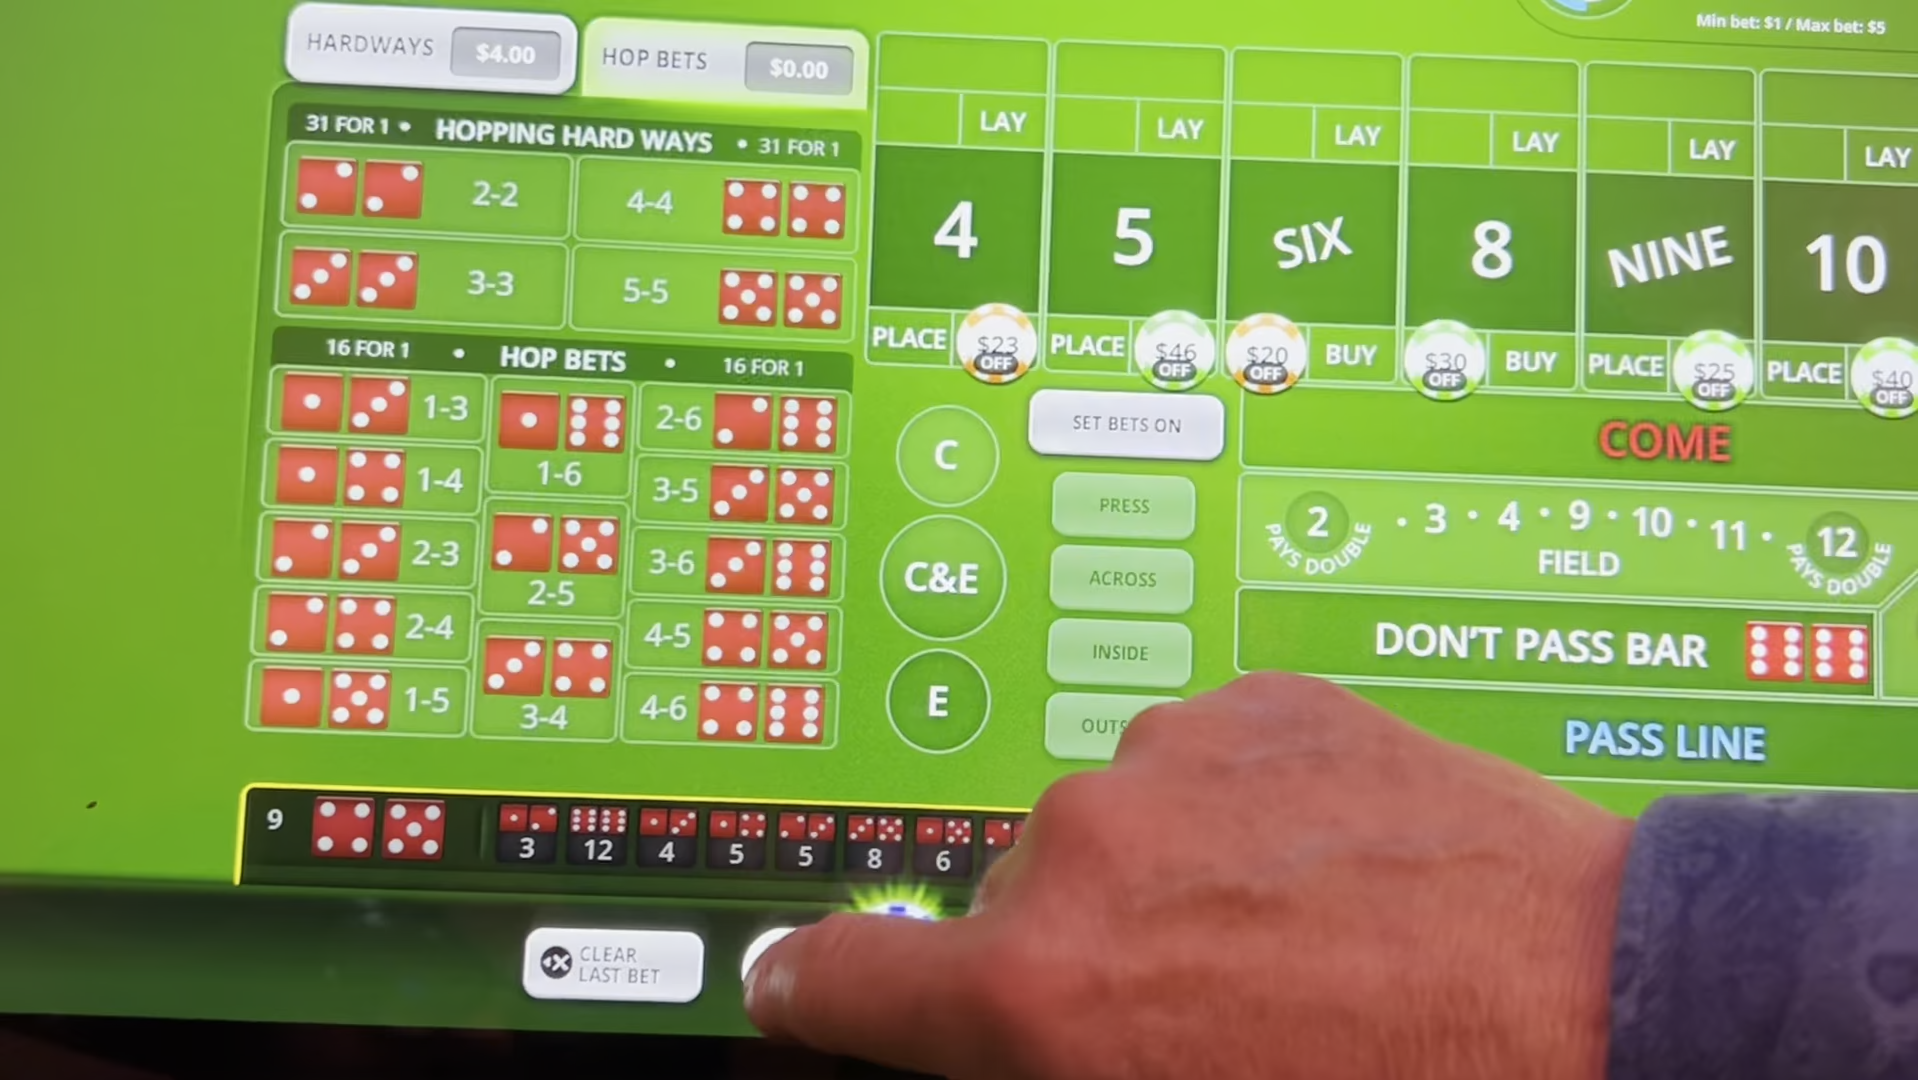 HARDWAYS $4.00
HOP BETS $0.00
Min bet: $1 / Max bet: $5
31 FOR 1 • HOPPING HARD WAYS • 31 FOR 1
2-2 4-4
3-3 5-5
16 FOR 1 • HOP BETS • 16 FOR 1
1-3
1-4
2-3
2-4
1-5
1-6
2-5
3-4
2-6
3-5
3-6
4-5
4-6
LAY LAY LAY LAY LAY LAY
4 5 SIX 8 NINE 10
PLACE $23 OFF
PLACE $46 OFF
$20 OFF BUY
$30 OFF BUY
PLACE $25 OFF
PLACE $40 OFF
C
C&E
E
SET BETS ON
PRESS
ACROSS
INSIDE
COME
2 • 3 • 4 • 9 • 10 • 11 • 12
PAYS DOUBLE FIELD PAYS DOUBLE
DON'T PASS BAR
PASS LINE
9 3 12 4 5 5 8 6
CLEAR
LAST BET